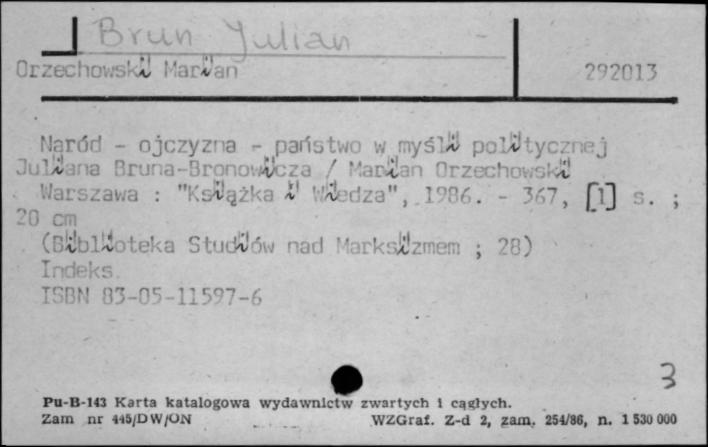 Brun Julian
Orzechowski Marian 292013
Naród - ojczyzna - państwo w myśli politycznej
Juliana Bruna-Bronowicza / Marian Orzechowski
Warszawa : "Książka i Wiedza", 1986. - 367, [1] s. ;
20 cm
(Biblioteka Studiów nad Marksizmem ; 28)
Indeks.
ISBN 83-05-11597-6
3
Pu-B-143 Karta katalogowa wydawnictw zwartych i ciągłych.
Zam nr 445/DW/ON WZGraf. Z-d 2, zam. 254/86, n. 1 530 000